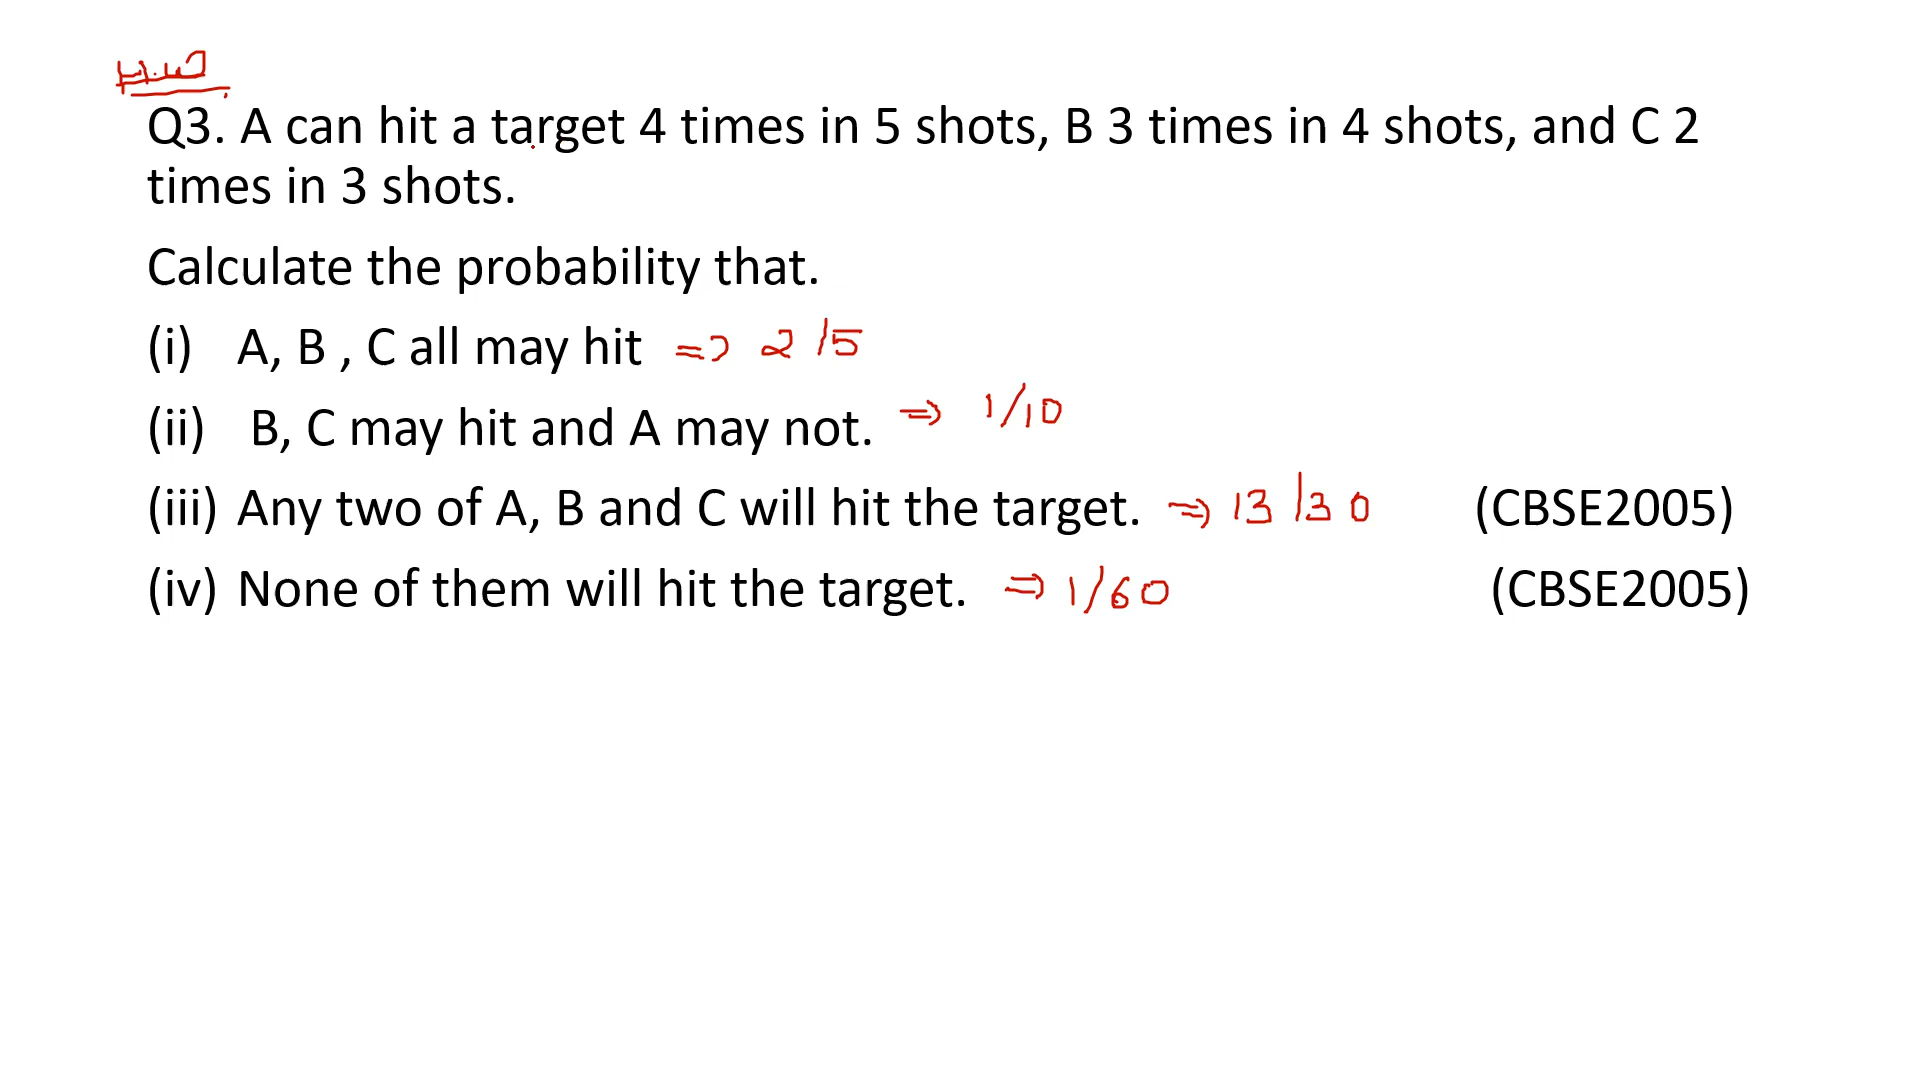 H.W
Q3. A can hit a target 4 times in 5 shots, B 3 times in 4 shots, and C 2
times in 3 shots.
Calculate the probability that.
(i) A, B , C all may hit => 2/5
(ii) B, C may hit and A may not. => 1/10
(iii) Any two of A, B and C will hit the target. => 13/30 (CBSE2005)
(iv) None of them will hit the target. => 1/60 (CBSE2005)